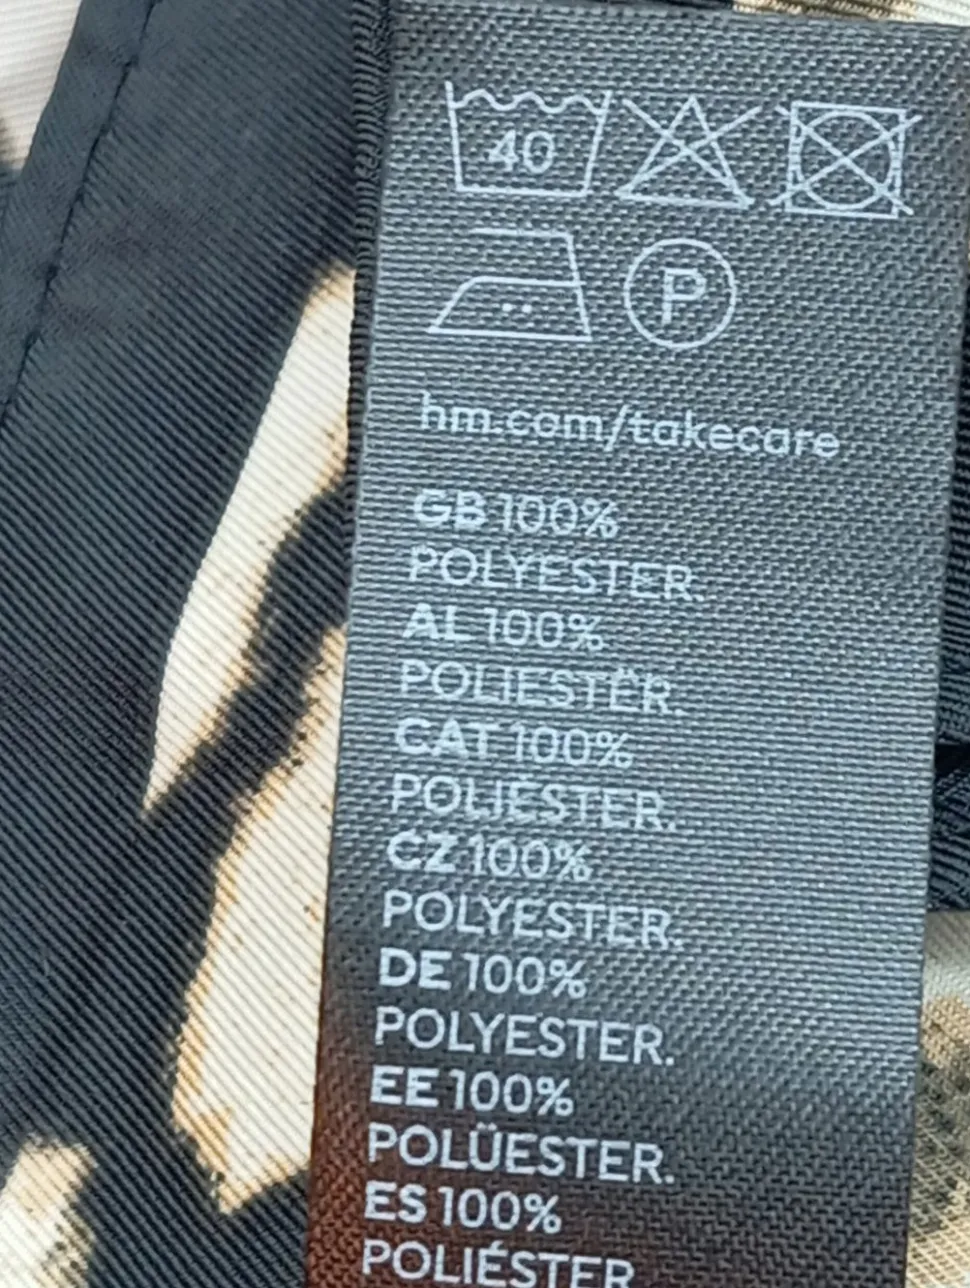 40
P
hm.com/takecare
GB 100%
POLYESTER.
AL 100%
POLIESTËR.
CAT 100%
POLIÈSTER.
CZ 100%
POLYESTER.
DE 100%
POLYESTER.
EE 100%
POLÜESTER.
ES 100%
POLIÉSTER